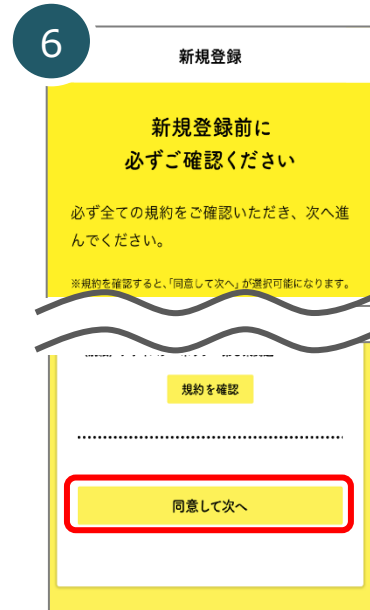 6
新規登録
新規登録前に
必ずご確認ください
必ず全ての規約をご確認いただき、次へ進
んでください。
※規約を確認すると、「同意して次へ」が選択可能になります。
規約を確認
同意して次へ